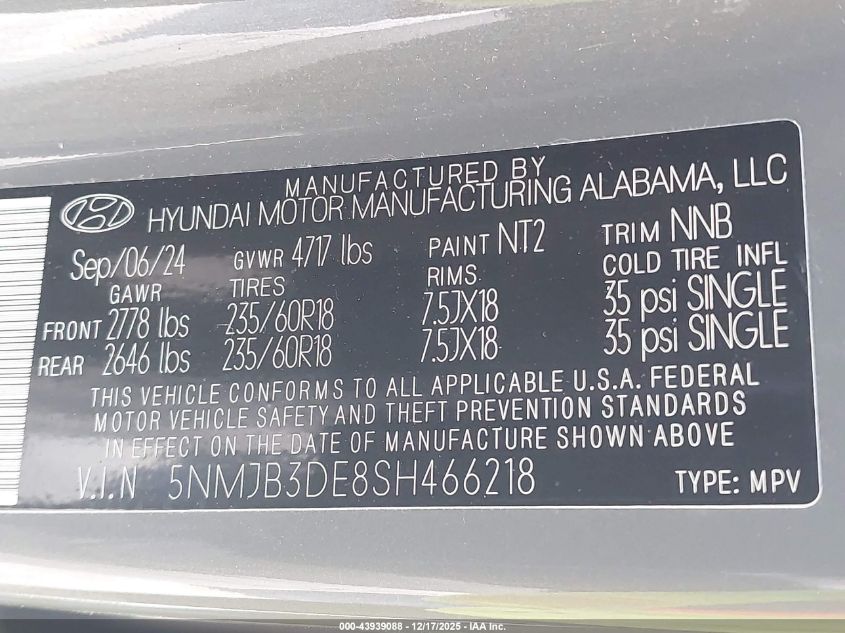 MANUFACTURED BY
HYUNDAI MOTOR MANUFACTURING ALABAMA, LLC
Sep/06/24 GVWR 4717 lbs PAINT NT2 TRIM NNB
GAWR TIRES RIMS COLD TIRE INFL
FRONT 2778 lbs 235/60R18 7.5JX18 35 psi SINGLE
REAR 2646 lbs 235/60R18 7.5JX18 35 psi SINGLE
THIS VEHICLE CONFORMS TO ALL APPLICABLE U.S.A. FEDERAL
MOTOR VEHICLE SAFETY AND THEFT PREVENTION STANDARDS
IN EFFECT ON THE DATE OF MANUFACTURE SHOWN ABOVE
V.I.N 5NMJB3DE8SH466218 TYPE: MPV
000-43939088 - 12/17/2025 - IAA Inc.